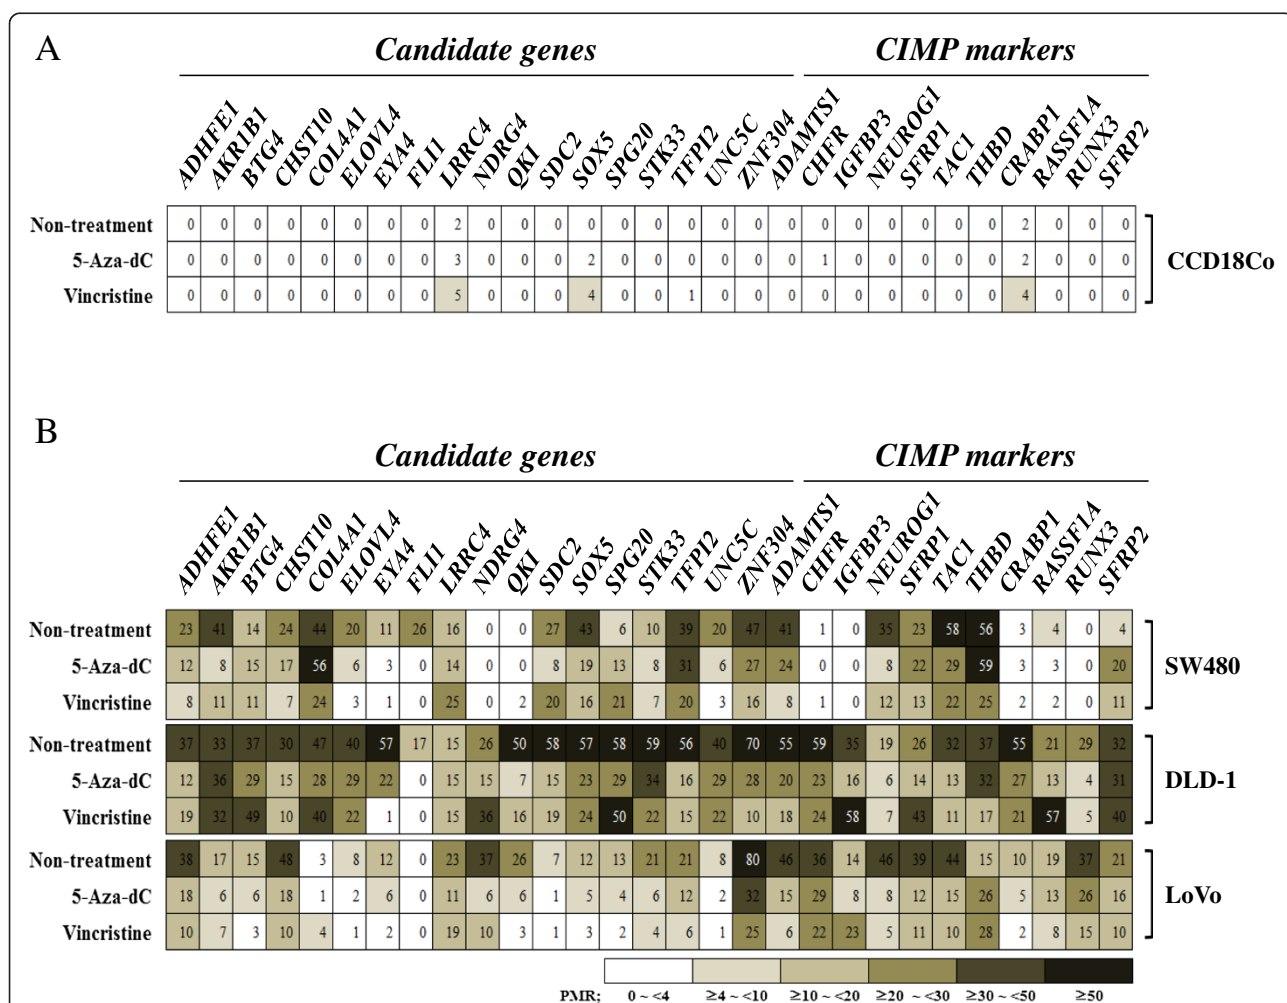 A
Candidate genes CIMP markers
ADHFE1 AKR1B1 BTG4 CHST10 COL4A1 ELOVL4 EYA4 FLI1 LRRC4 NDRG4 QKI SDC2 SOX5 SPG20 STK33 TFPI2 UNC5C ZNF304 ADAMTS1 CHFR IGFBP3 NEUROG1 SFRP1 TAC1 THBD CRABP1 RASSF1A RUNX3 SFRP2
Non-treatment 0 0 0 0 0 0 0 0 2 0 0 0 0 0 0 0 0 0 0 0 0 0 0 0 0 2 0 0 0
5-Aza-dC 0 0 0 0 0 0 0 0 3 0 0 0 2 0 0 0 0 0 0 1 0 0 0 0 0 2 0 0 0
CCD18Co
Vincristine 0 0 0 0 0 0 0 0 5 0 0 0 4 0 0 1 0 0 0 0 0 0 0 0 0 4 0 0 0
B
Candidate genes CIMP markers
ADHFE1 AKR1B1 BTG4 CHST10 COL4A1 ELOVL4 EYA4 FLI1 LRRC4 NDRG4 QKI SDC2 SOX5 SPG20 STK33 TFPI2 UNC5C ZNF304 ADAMTS1 CHFR IGFBP3 NEUROG1 SFRP1 TAC1 THBD CRABP1 RASSF1A RUNX3 SFRP2
Non-treatment 23 41 14 24 44 20 11 26 16 0 0 27 43 6 10 39 20 47 41 1 0 35 23 58 56 3 4 0 4
5-Aza-dC 12 8 15 17 56 6 3 0 14 0 0 8 19 13 8 31 6 27 24 0 0 8 22 29 59 3 3 0 20
SW480
Vincristine 8 11 11 7 24 3 1 0 25 0 2 20 16 21 7 20 3 16 8 1 0 12 13 22 25 2 2 0 11
Non-treatment 37 33 37 30 47 40 57 17 15 26 50 58 57 58 59 56 40 70 55 59 35 19 26 32 37 55 21 29 32
5-Aza-dC 12 36 29 15 28 29 22 0 15 15 7 15 23 29 34 16 29 28 20 23 16 6 14 13 32 27 13 4 31
DLD-1
Vincristine 19 32 49 10 40 22 1 0 15 36 16 19 24 50 22 15 22 10 18 24 58 7 43 11 17 21 57 5 40
Non-treatment 38 17 15 48 3 8 12 0 23 37 26 7 12 13 21 21 8 80 46 36 14 46 39 44 15 10 19 37 21
5-Aza-dC 18 6 6 18 1 2 6 0 11 6 6 1 5 4 6 12 2 32 15 29 8 8 12 15 26 5 13 26 16
LoVo
Vincristine 10 7 3 10 4 1 2 0 19 10 3 1 3 2 4 6 1 25 6 22 23 5 11 10 28 2 8 15 10
PMR; 0 ~ <4 ≥4 ~ <10 ≥10 ~ <20 ≥20 ~ <30 ≥30 ~ <50 ≥50